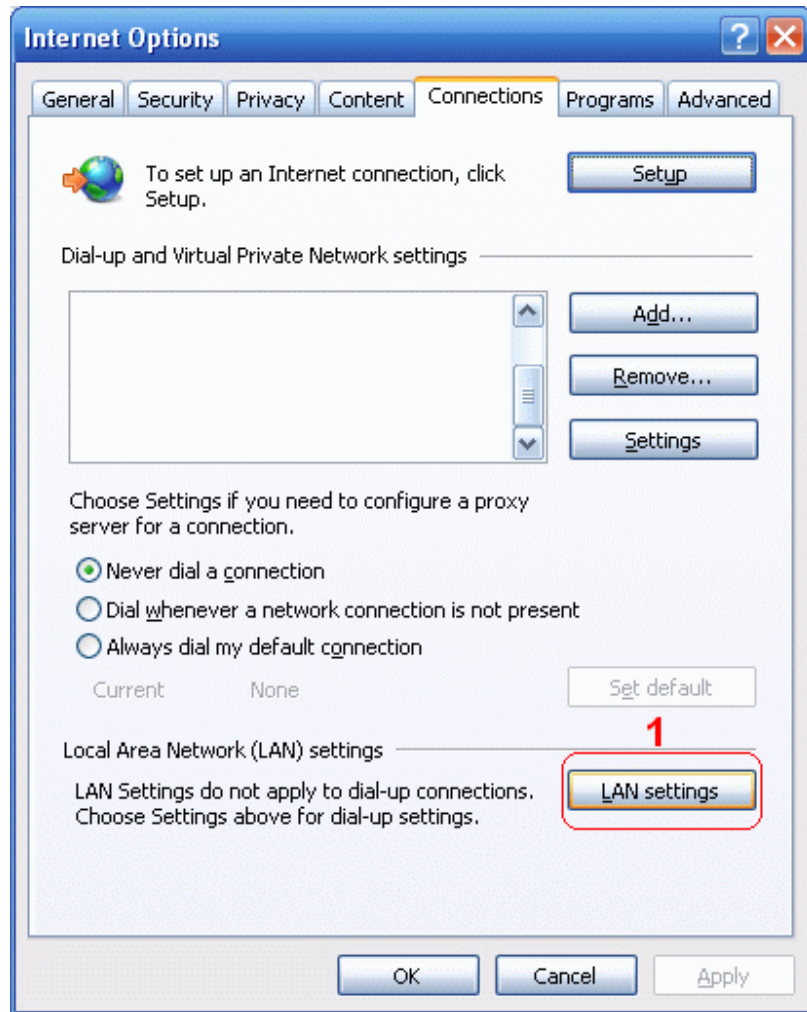 Internet Options
General Security Privacy Content Connections Programs Advanced
To set up an Internet connection, click
Setup.
Setup
Dial-up and Virtual Private Network settings
Add...
Remove...
Settings
Choose Settings if you need to configure a proxy
server for a connection.
Never dial a connection
Dial whenever a network connection is not present
Always dial my default connection
Current None Set default
1
Local Area Network (LAN) settings
LAN Settings do not apply to dial-up connections.
Choose Settings above for dial-up settings.
LAN settings
OK Cancel Apply